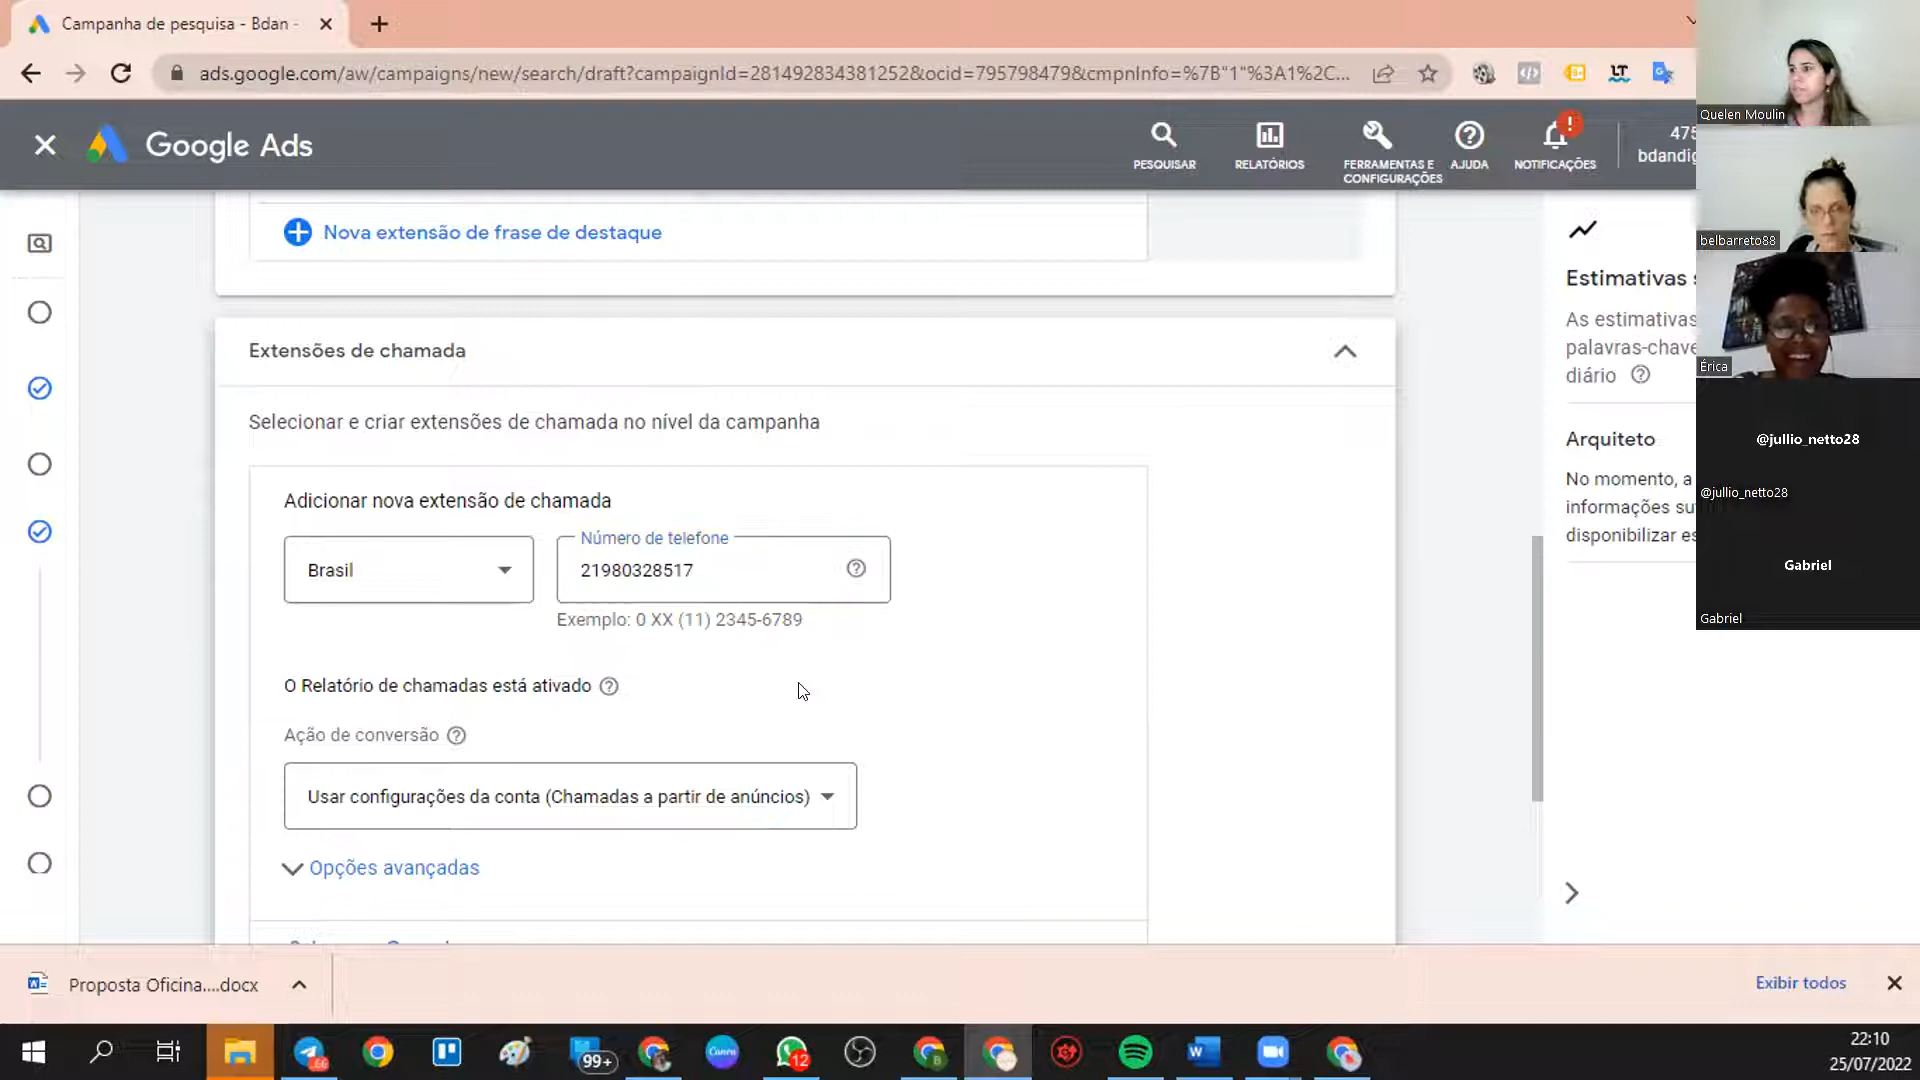 Campanha de pesquisa - Bdan -
ads.google.com/aw/campaigns/new/search/draft?campaignId=281492834381252&ocid=795798479&cmpnInfo=%7B"1"%3A1%2C...
Google Ads
PESQUISAR
RELATÓRIOS
FERRAMENTAS E
CONFIGURAÇÕES
AJUDA
NOTIFICAÇÕES
475
bdandig
Nova extensão de frase de destaque
Extensões de chamada
Selecionar e criar extensões de chamada no nível da campanha
Adicionar nova extensão de chamada
Brasil
Número de telefone
21980328517
Exemplo: 0 XX (11) 2345-6789
O Relatório de chamadas está ativado
Ação de conversão
Usar configurações da conta (Chamadas a partir de anúncios)
Opções avançadas
Estimativas s
As estimativas
palavras-chave
diário
Arquiteto
No momento, a
informações su
disponibilizar es
Quelen Moulin
belbarreto88
Érica
@jullio_netto28
@jullio_netto28
Gabriel
Gabriel
Proposta Oficina....docx
Exibir todos
66
99+
Canva
12
22:10
25/07/2022